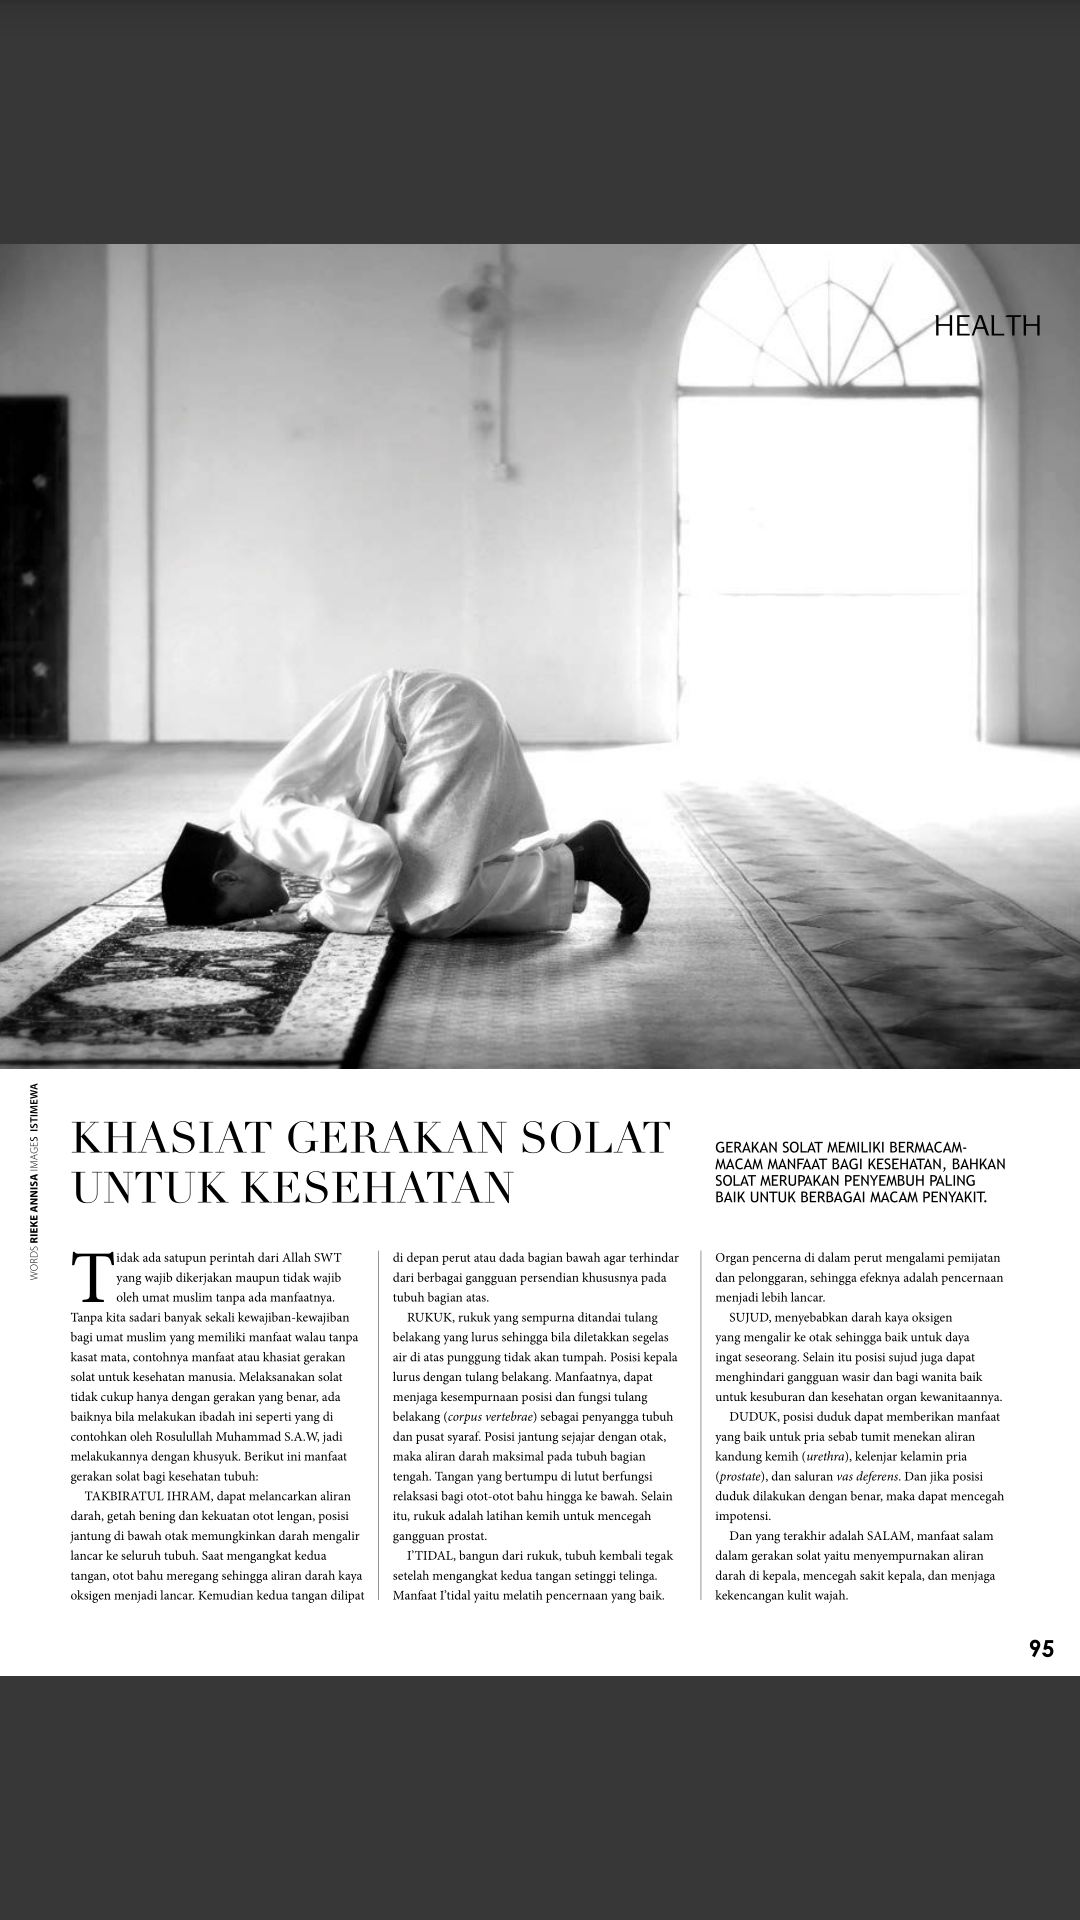 HEALTH
WORDS RIEKE ANNISA IMAGES ISTIMEWA
KHASIAT GERAKAN SOLAT
UNTUK KESEHATAN
GERAKAN SOLAT MEMILIKI BERMACAM-
MACAM MANFAAT BAGI KESEHATAN, BAHKAN
SOLAT MERUPAKAN PENYEMBUH PALING
BAIK UNTUK BERBAGAI MACAM PENYAKIT.
Tidak ada satupun perintah dari Allah SWT
yang wajib dikerjakan maupun tidak wajib
oleh umat muslim tanpa ada manfaatnya.
Tanpa kita sadari banyak sekali kewajiban-kewajiban
bagi umat muslim yang memiliki manfaat walau tanpa
kasat mata, contohnya manfaat atau khasiat gerakan
solat untuk kesehatan manusia. Melaksanakan solat
tidak cukup hanya dengan gerakan yang benar, ada
baiknya bila melakukan ibadah ini seperti yang di
contohkan oleh Rosulullah Muhammad S.A.W, jadi
melakukannya dengan khusyuk. Berikut ini manfaat
gerakan solat bagi kesehatan tubuh:
TAKBIRATUL IHRAM, dapat melancarkan aliran
darah, getah bening dan kekuatan otot lengan, posisi
jantung di bawah otak memungkinkan darah mengalir
lancar ke seluruh tubuh. Saat mengangkat kedua
tangan, otot bahu meregang sehingga aliran darah kaya
oksigen menjadi lancar. Kemudian kedua tangan dilipat
di depan perut atau dada bagian bawah agar terhindar
dari berbagai gangguan persendian khususnya pada
tubuh bagian atas.
RUKUK, rukuk yang sempurna ditandai tulang
belakang yang lurus sehingga bila diletakkan segelas
air di atas punggung tidak akan tumpah. Posisi kepala
lurus dengan tulang belakang. Manfaatnya, dapat
menjaga kesempurnaan posisi dan fungsi tulang
belakang (corpus vertebrae) sebagai penyangga tubuh
dan pusat syaraf. Posisi jantung sejajar dengan otak,
maka aliran darah maksimal pada tubuh bagian
tengah. Tangan yang bertumpu di lutut berfungsi
relaksasi bagi otot-otot bahu hingga ke bawah. Selain
itu, rukuk adalah latihan kemih untuk mencegah
gangguan prostat.
I'TIDAL, bangun dari rukuk, tubuh kembali tegak
setelah mengangkat kedua tangan setinggi telinga.
Manfaat I'tidal yaitu melatih pencernaan yang baik.
Organ pencerna di dalam perut mengalami pemijatan
dan pelonggaran, sehingga efeknya adalah pencernaan
menjadi lebih lancar.
SUJUD, menyebabkan darah kaya oksigen
yang mengalir ke otak sehingga baik untuk daya
ingat seseorang. Selain itu posisi sujud juga dapat
menghindari gangguan wasir dan bagi wanita baik
untuk kesuburan dan kesehatan organ kewanitaannya.
DUDUK, posisi duduk dapat memberikan manfaat
yang baik untuk pria sebab tumit menekan aliran
kandung kemih (urethra), kelenjar kelamin pria
(prostate), dan saluran vas deferens. Dan jika posisi
duduk dilakukan dengan benar, maka dapat mencegah
impotensi.
Dan yang terakhir adalah SALAM, manfaat salam
dalam gerakan solat yaitu menyempurnakan aliran
darah di kepala, mencegah sakit kepala, dan menjaga
kekencangan kulit wajah.
95